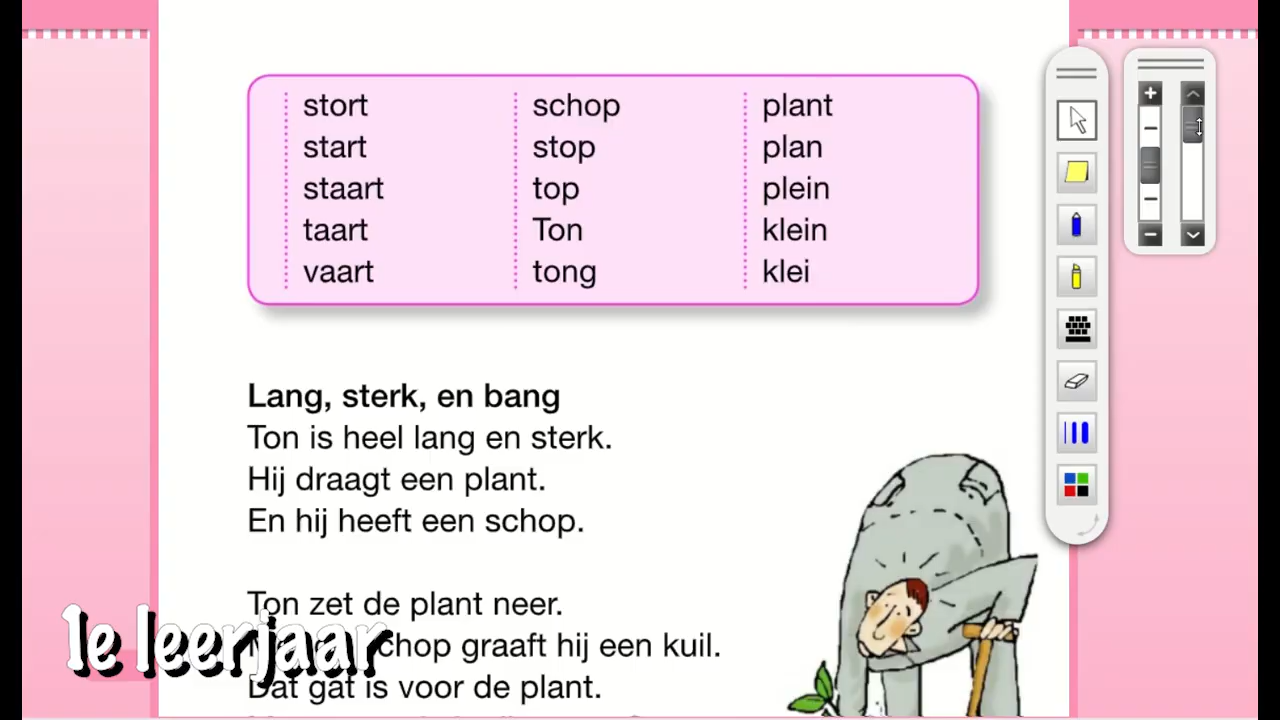 stort
start
staart
taart
vaart
schop
stop
top
Ton
tong
plant
plan
plein
klein
klei
Lang, sterk, en bang
Ton is heel lang en sterk.
Hij draagt een plant.
En hij heeft een schop.
Ton zet de plant neer.
schop graaft hij een kuil.
Dat gat is voor de plant.
1e leerjaar